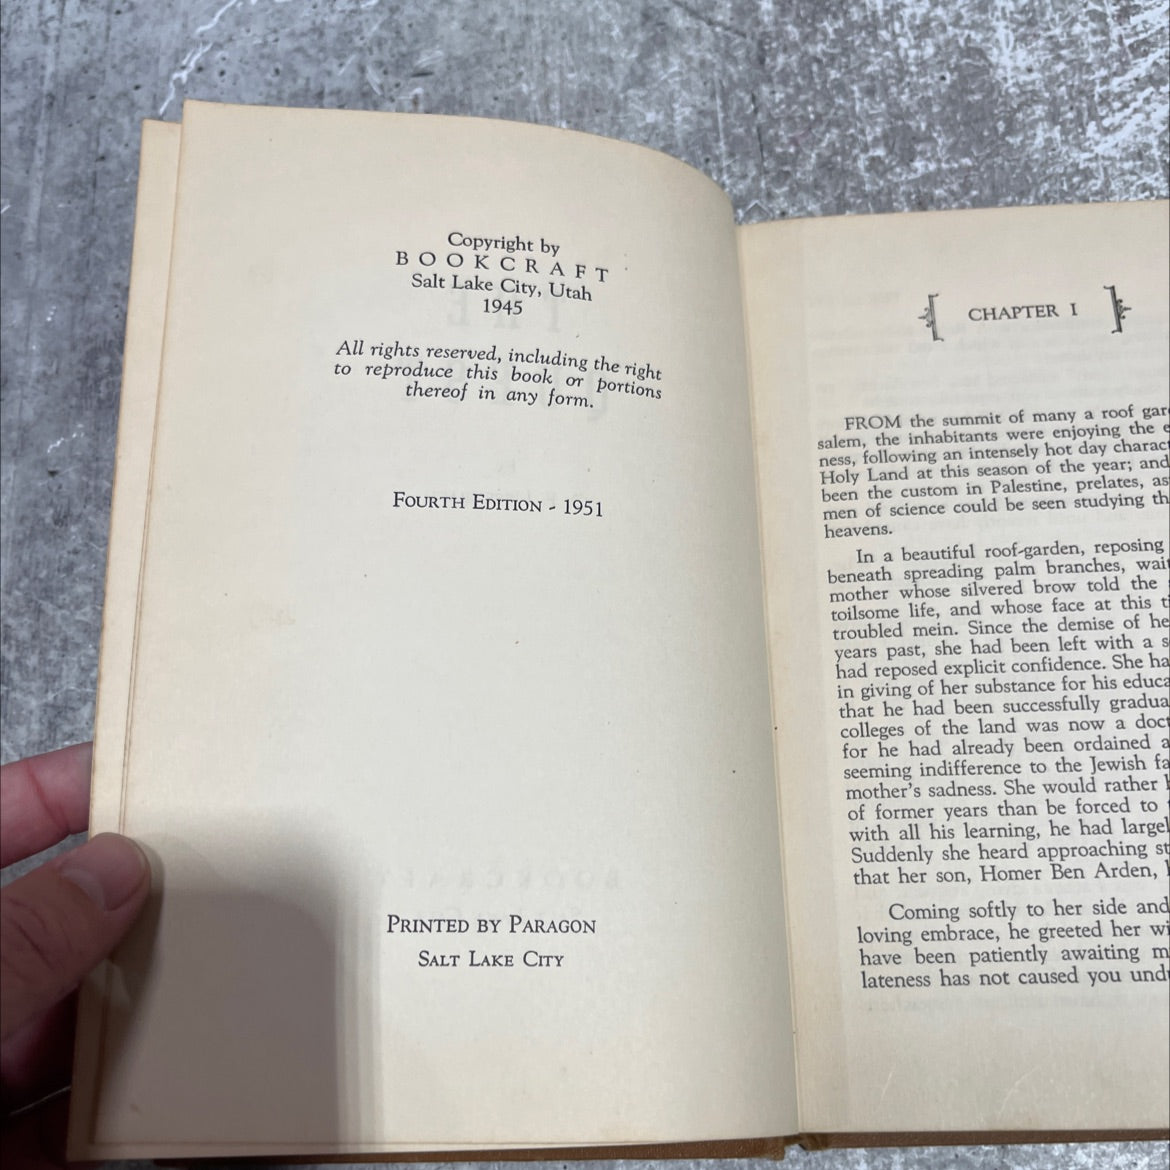 Copyright by
BOOKCRAFT
Salt Lake City, Utah
1945
All rights reserved, including the right
to reproduce this book or portions
thereof in any form.
FOURTH EDITION - 1951
PRINTED BY PARAGON
SALT LAKE CITY
CHAPTER I
FROM the summit of many a roof gar
salem, the inhabitants were enjoying the e
ness, following an intensely hot day charac
Holy Land at this season of the year; and
been the custom in Palestine, prelates, as
men of science could be seen studying th
heavens.
In a beautiful roof-garden, reposing
beneath spreading palm branches, wait
mother whose silvered brow told the
toilsome life, and whose face at this ti
troubled mein. Since the demise of he
years past, she had been left with a s
had reposed explicit confidence. She ha
in giving of her substance for his educa
that he had been successfully gradua
colleges of the land was now a doct
for he had already been ordained a
seeming indifference to the Jewish fa
mother's sadness. She would rather
of former years than be forced to
with all his learning, he had largel
Suddenly she heard approaching st
that her son, Homer Ben Arden,
Coming softly to her side and
loving embrace, he greeted her wi
have been patiently awaiting m
lateness has not caused you und